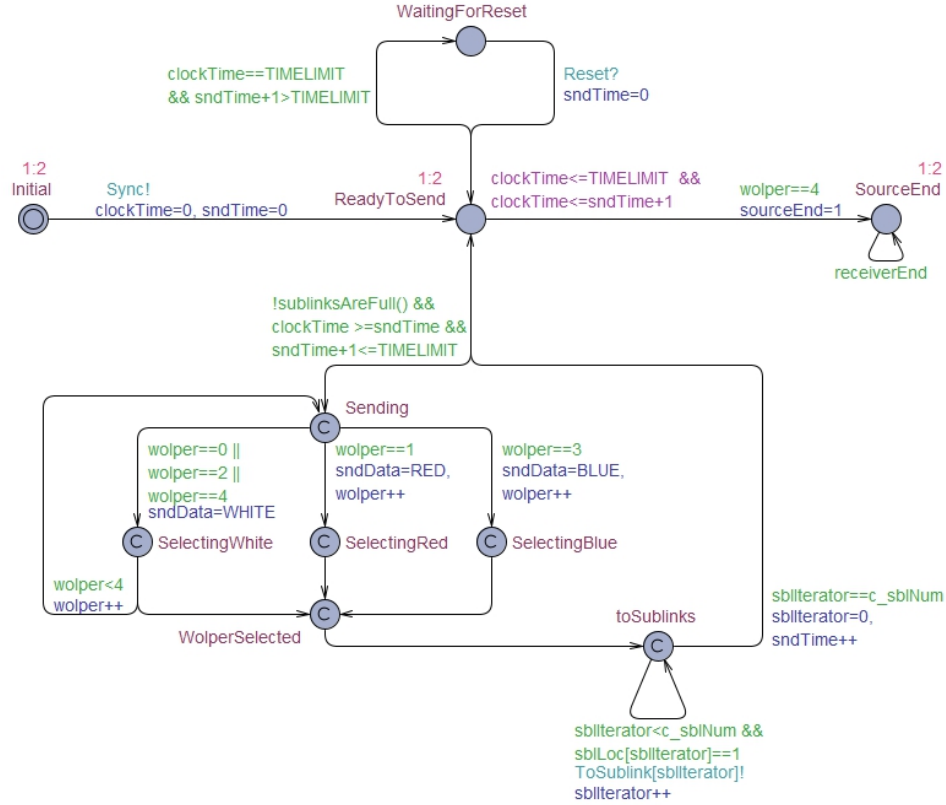 WaitingForReset
clockTime==TIMELIMIT
&& sndTime+1>TIMELIMIT
Reset?
sndTime=0
1:2
Initial
Sync!
clockTime=0, sndTime=0
1:2
ReadyToSend
clockTime<=TIMELIMIT &&
clockTime<=sndTime+1
wolper==4
sourceEnd=1
1:2
SourceEnd
receiverEnd
!sublinksAreFull() &&
clockTime >=sndTime &&
sndTime+1<=TIMELIMIT
Sending
C
wolper==0 ||
wolper==2 ||
wolper==4
sndData=WHITE
wolper==1
sndData=RED,
wolper++
wolper==3
sndData=BLUE,
wolper++
C
SelectingWhite
C
SelectingRed
C
SelectingBlue
wolper<4
wolper++
C
WolperSelected
toSublinks
C
sblIterator==c_sblNum
sblIterator=0,
sndTime++
sblIterator<c_sblNum &&
sblLoc[sblIterator]==1
ToSublink[sblIterator]!
sblIterator++